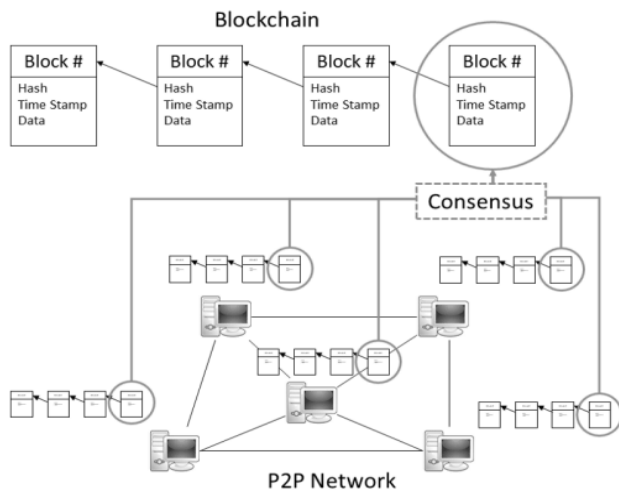 Blockchain
Block #
Hash
Time Stamp
Data
Block #
Hash
Time Stamp
Data
Block #
Hash
Time Stamp
Data
Block #
Hash
Time Stamp
Data
Consensus
P2P Network